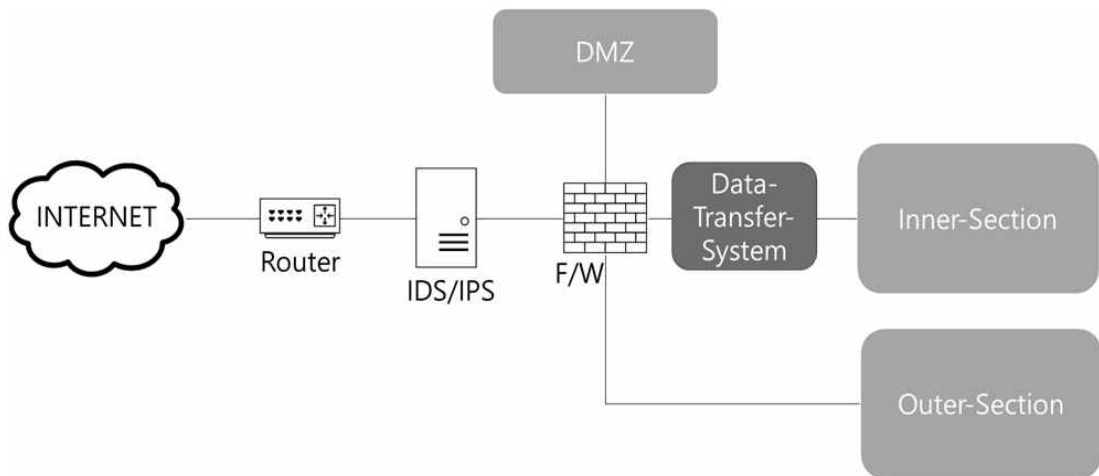 DMZ
INTERNET
Router
IDS/IPS
F/W
Data-
Transfer-
System
Inner-Section
Outer-Section